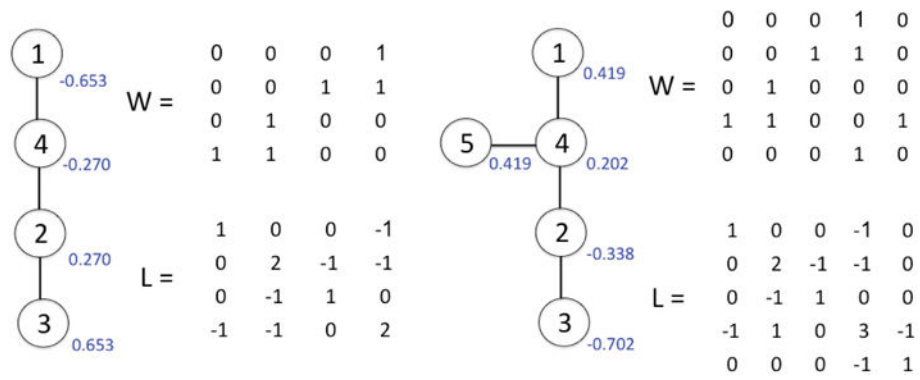 1
-0.653
4
-0.270
2
0.270
3
0.653
W =
0 0 0 1
0 0 1 1
0 1 0 0
1 1 0 0
L =
1 0 0 -1
0 2 -1 -1
0 -1 1 0
-1 -1 0 2
1
0.419
5
0.419
4
0.202
2
-0.338
3
-0.702
W =
0 0 0 1 0
0 0 1 1 0
0 1 0 0 0
1 1 0 0 1
0 0 0 1 0
L =
1 0 0 -1 0
0 2 -1 -1 0
0 -1 1 0 0
-1 1 0 3 -1
0 0 0 -1 1